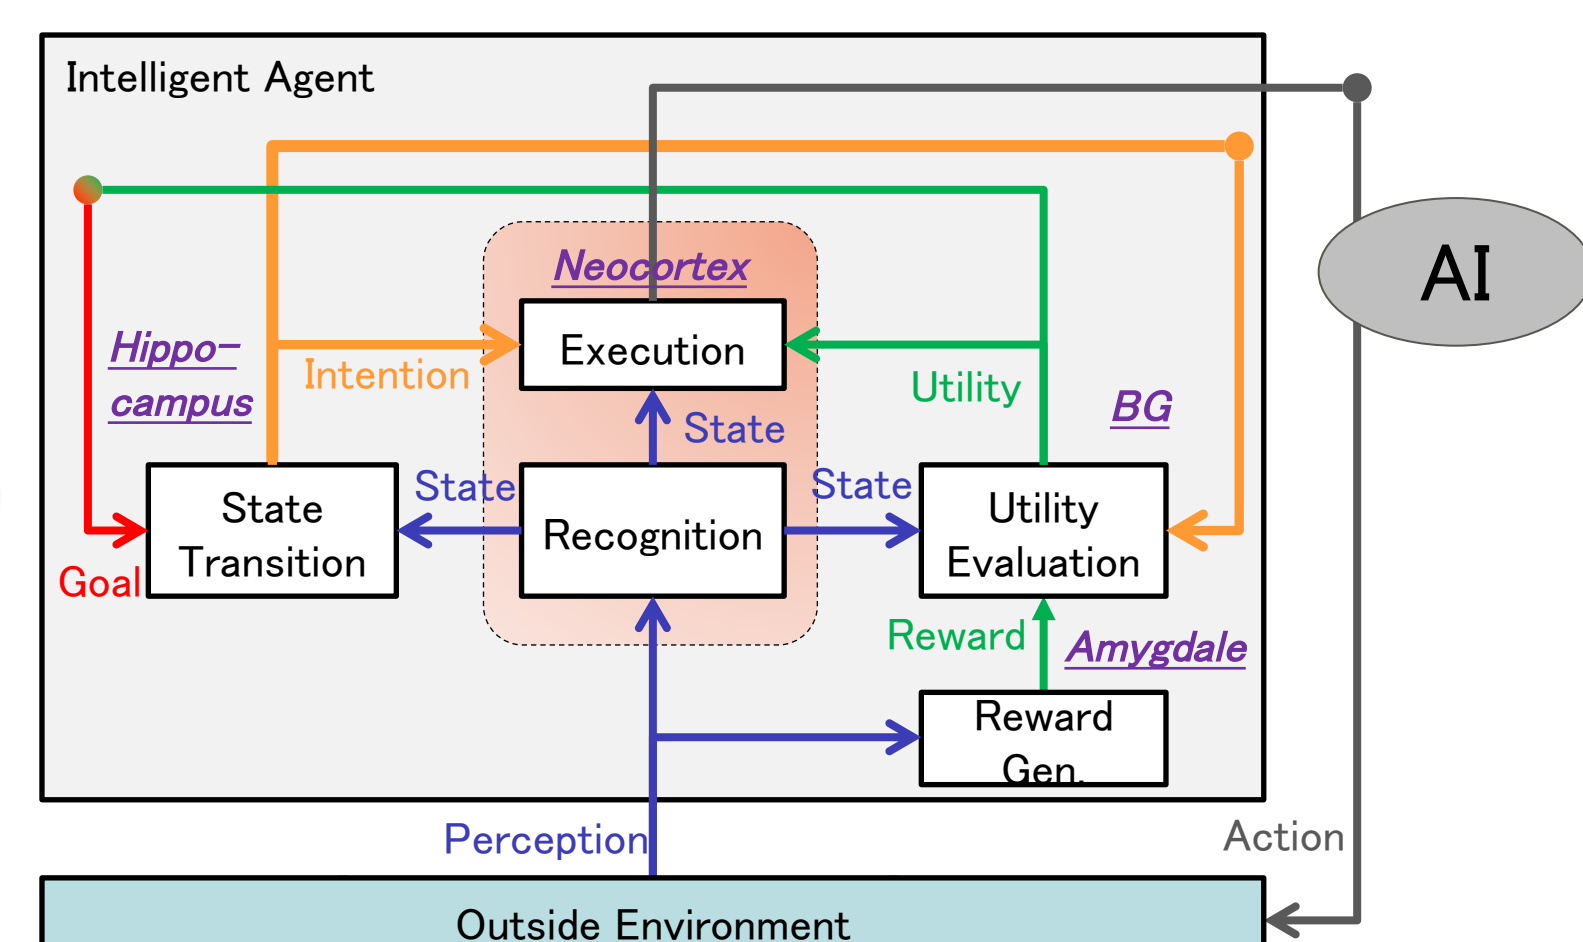 Intelligent Agent
Neocortex
AI
Hippo-
campus
Execution
Intention
Utility
BG
State
State
State
State
Transition
Recognition
Utility
Evaluation
Goal
Reward
Amygdale
Reward
Gen.
Perception
Action
Outside Environment